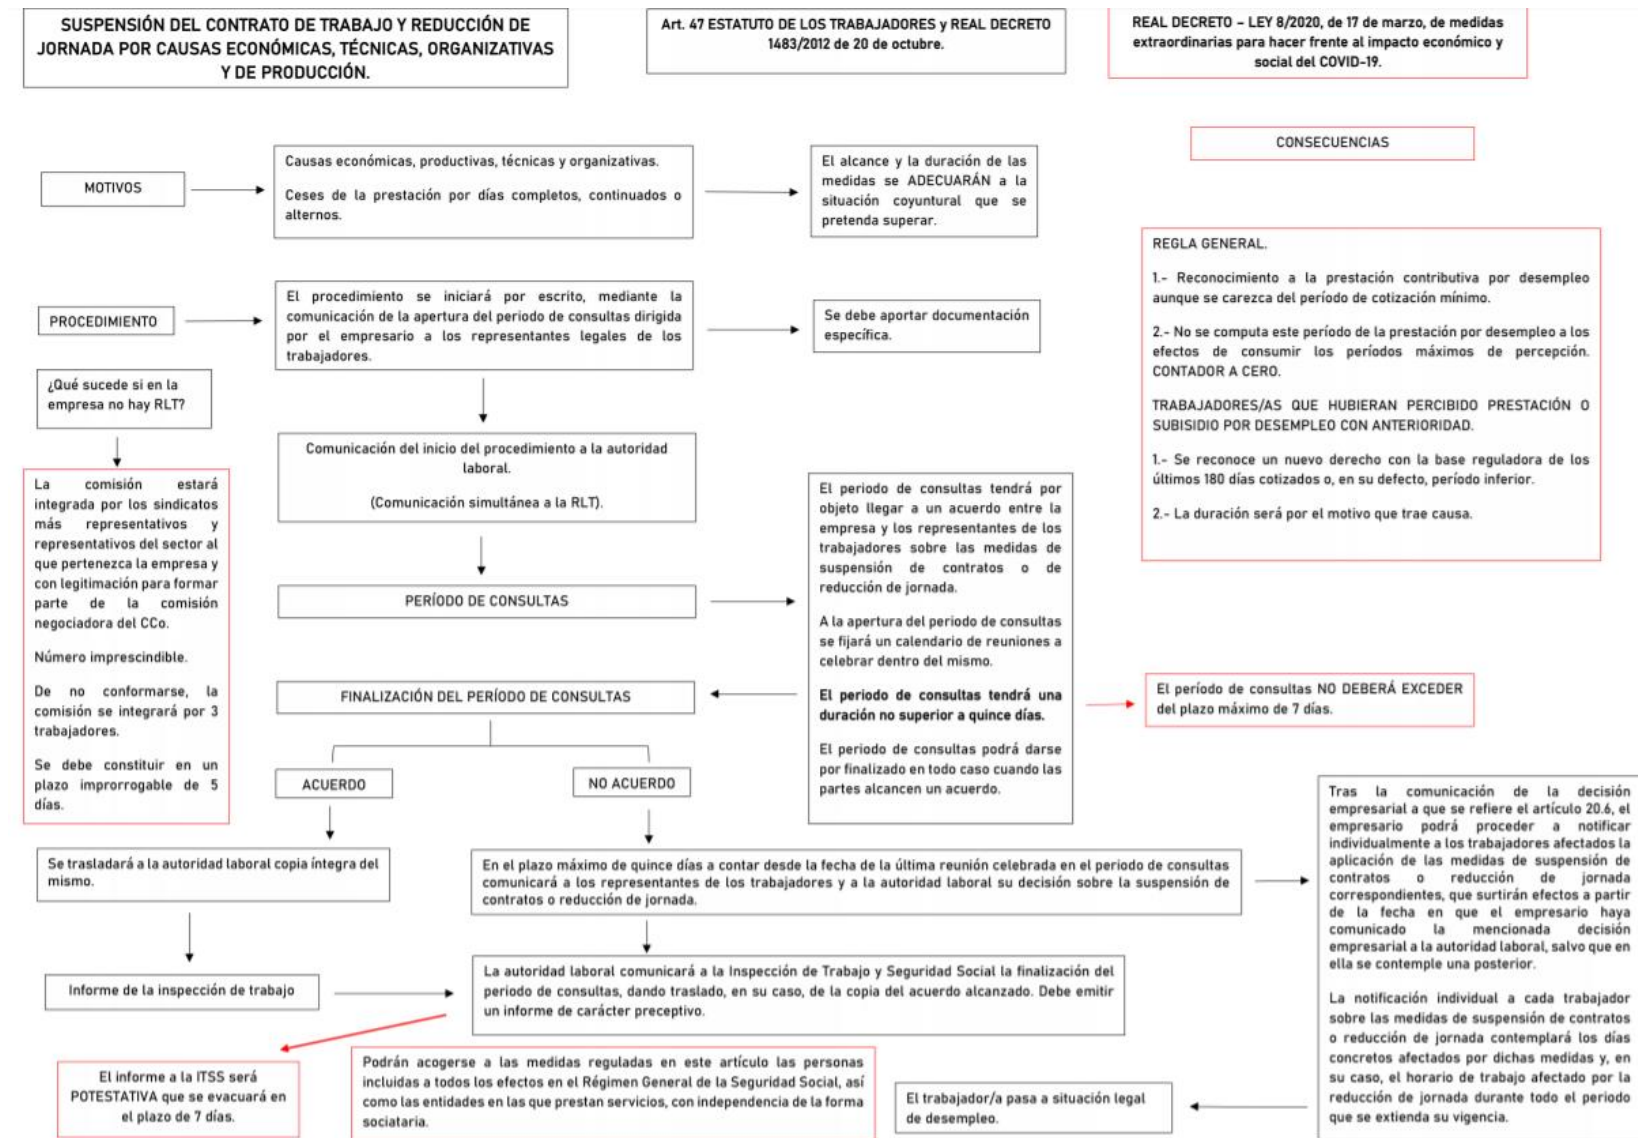 SUSPENSIÓN DEL CONTRATO DE TRABAJO Y REDUCCIÓN DE
JORNADA POR CAUSAS ECONÓMICAS, TÉCNICAS, ORGANIZATIVAS
Y DE PRODUCCIÓN.
Art. 47 ESTATUTO DE LOS TRABAJADORES y REAL DECRETO
1483/2012 de 20 de octubre.
REAL DECRETO – LEY 8/2020, de 17 de marzo, de medidas
extraordinarias para hacer frente al impacto económico y
social del COVID-19.
CONSECUENCIAS
MOTIVOS
Causas económicas, productivas, técnicas y organizativas.
Ceses de la prestación por días completos, continuados o
alternos.
El alcance y la duración de las
medidas se ADECUARÁN a la
situación coyuntural que se
pretenda superar.
REGLA GENERAL.
1.- Reconocimiento a la prestación contributiva por desempleo
aunque se carezca del período de cotización mínimo.
2.- No se computa este período de la prestación por desempleo a los
efectos de consumir los períodos máximos de percepción.
CONTADOR A CERO.
TRABAJADORES/AS QUE HUBIERAN PERCIBIDO PRESTACIÓN O
SUBISIDIO POR DESEMPLEO CON ANTERIORIDAD.
1.- Se reconoce un nuevo derecho con la base reguladora de los
últimos 180 días cotizados o, en su defecto, período inferior.
2.- La duración será por el motivo que trae causa.
PROCEDIMIENTO
El procedimiento se iniciará por escrito, mediante la
comunicación de la apertura del periodo de consultas dirigida
por el empresario a los representantes legales de los
trabajadores.
Se debe aportar documentación
específica.
¿Qué sucede si en la
empresa no hay RLT?
La comisión estará
integrada por los sindicatos
más representativos y
representativos del sector al
que pertenezca la empresa y
con legitimación para formar
parte de la comisión
negociadora del CCo.
Número imprescindible.
De no conformarse, la
comisión se integrará por 3
trabajadores.
Se debe constituir en un
plazo improrrogable de 5
días.
Comunicación del inicio del procedimiento a la autoridad
laboral.
(Comunicación simultánea a la RLT).
PERÍODO DE CONSULTAS
El periodo de consultas tendrá por
objeto llegar a un acuerdo entre la
empresa y los representantes de los
trabajadores sobre las medidas de
suspensión de contratos o de
reducción de jornada.
A la apertura del periodo de consultas
se fijará un calendario de reuniones a
celebrar dentro del mismo.
El periodo de consultas tendrá una
duración no superior a quince días.
El periodo de consultas podrá darse
por finalizado en todo caso cuando las
partes alcancen un acuerdo.
El período de consultas NO DEBERÁ EXCEDER
del plazo máximo de 7 días.
FINALIZACIÓN DEL PERÍODO DE CONSULTAS
ACUERDO
NO ACUERDO
Se trasladará a la autoridad laboral copia íntegra del
mismo.
En el plazo máximo de quince días a contar desde la fecha de la última reunión celebrada en el periodo de consultas
comunicará a los representantes de los trabajadores y a la autoridad laboral su decisión sobre la suspensión de
contratos o reducción de jornada.
Tras la comunicación de la decisión
empresarial a que se refiere el artículo 20.6, el
empresario podrá proceder a notificar
individualmente a los trabajadores afectados la
aplicación de las medidas de suspensión de
contratos o reducción de jornada
correspondientes, que surtirán efectos a partir
de la fecha en que el empresario haya
comunicado la mencionada decisión
empresarial a la autoridad laboral, salvo que en
ella se contemple una posterior.
La notificación individual a cada trabajador
sobre las medidas de suspensión de contratos
o reducción de jornada contemplará los días
concretos afectados por dichas medidas y, en
su caso, el horario de trabajo afectado por la
reducción de jornada durante todo el periodo
que se extienda su vigencia.
Informe de la inspección de trabajo
La autoridad laboral comunicará a la Inspección de Trabajo y Seguridad Social la finalización del
periodo de consultas, dando traslado, en su caso, de la copia del acuerdo alcanzado. Debe emitir
un informe de carácter preceptivo.
El informe a la ITSS será
POTESTATIVA que se evacuará en
el plazo de 7 días.
Podrán acogerse a las medidas reguladas en este artículo las personas
incluidas a todos los efectos en el Régimen General de la Seguridad Social, así
como las entidades en las que prestan servicios, con independencia de la forma
sociataria.
El trabajador/a pasa a situación legal
de desempleo.